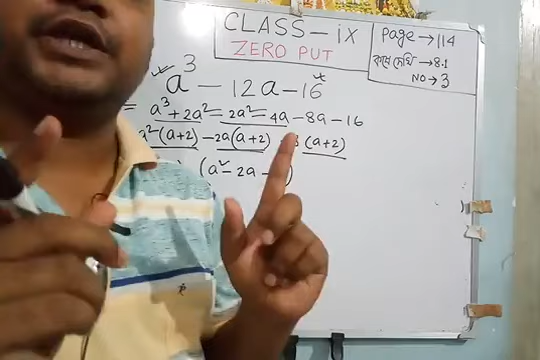 CLASS - ix
ZERO PUT
Page → 114
কষে দেখি → 8.1
NO → 3
a³ - 12a - 16
= a³ + 2a² - 2a² - 4a - 8a - 16
a²(a+2) - 2a(a+2) - 8 (a+2)
(a² - 2a -